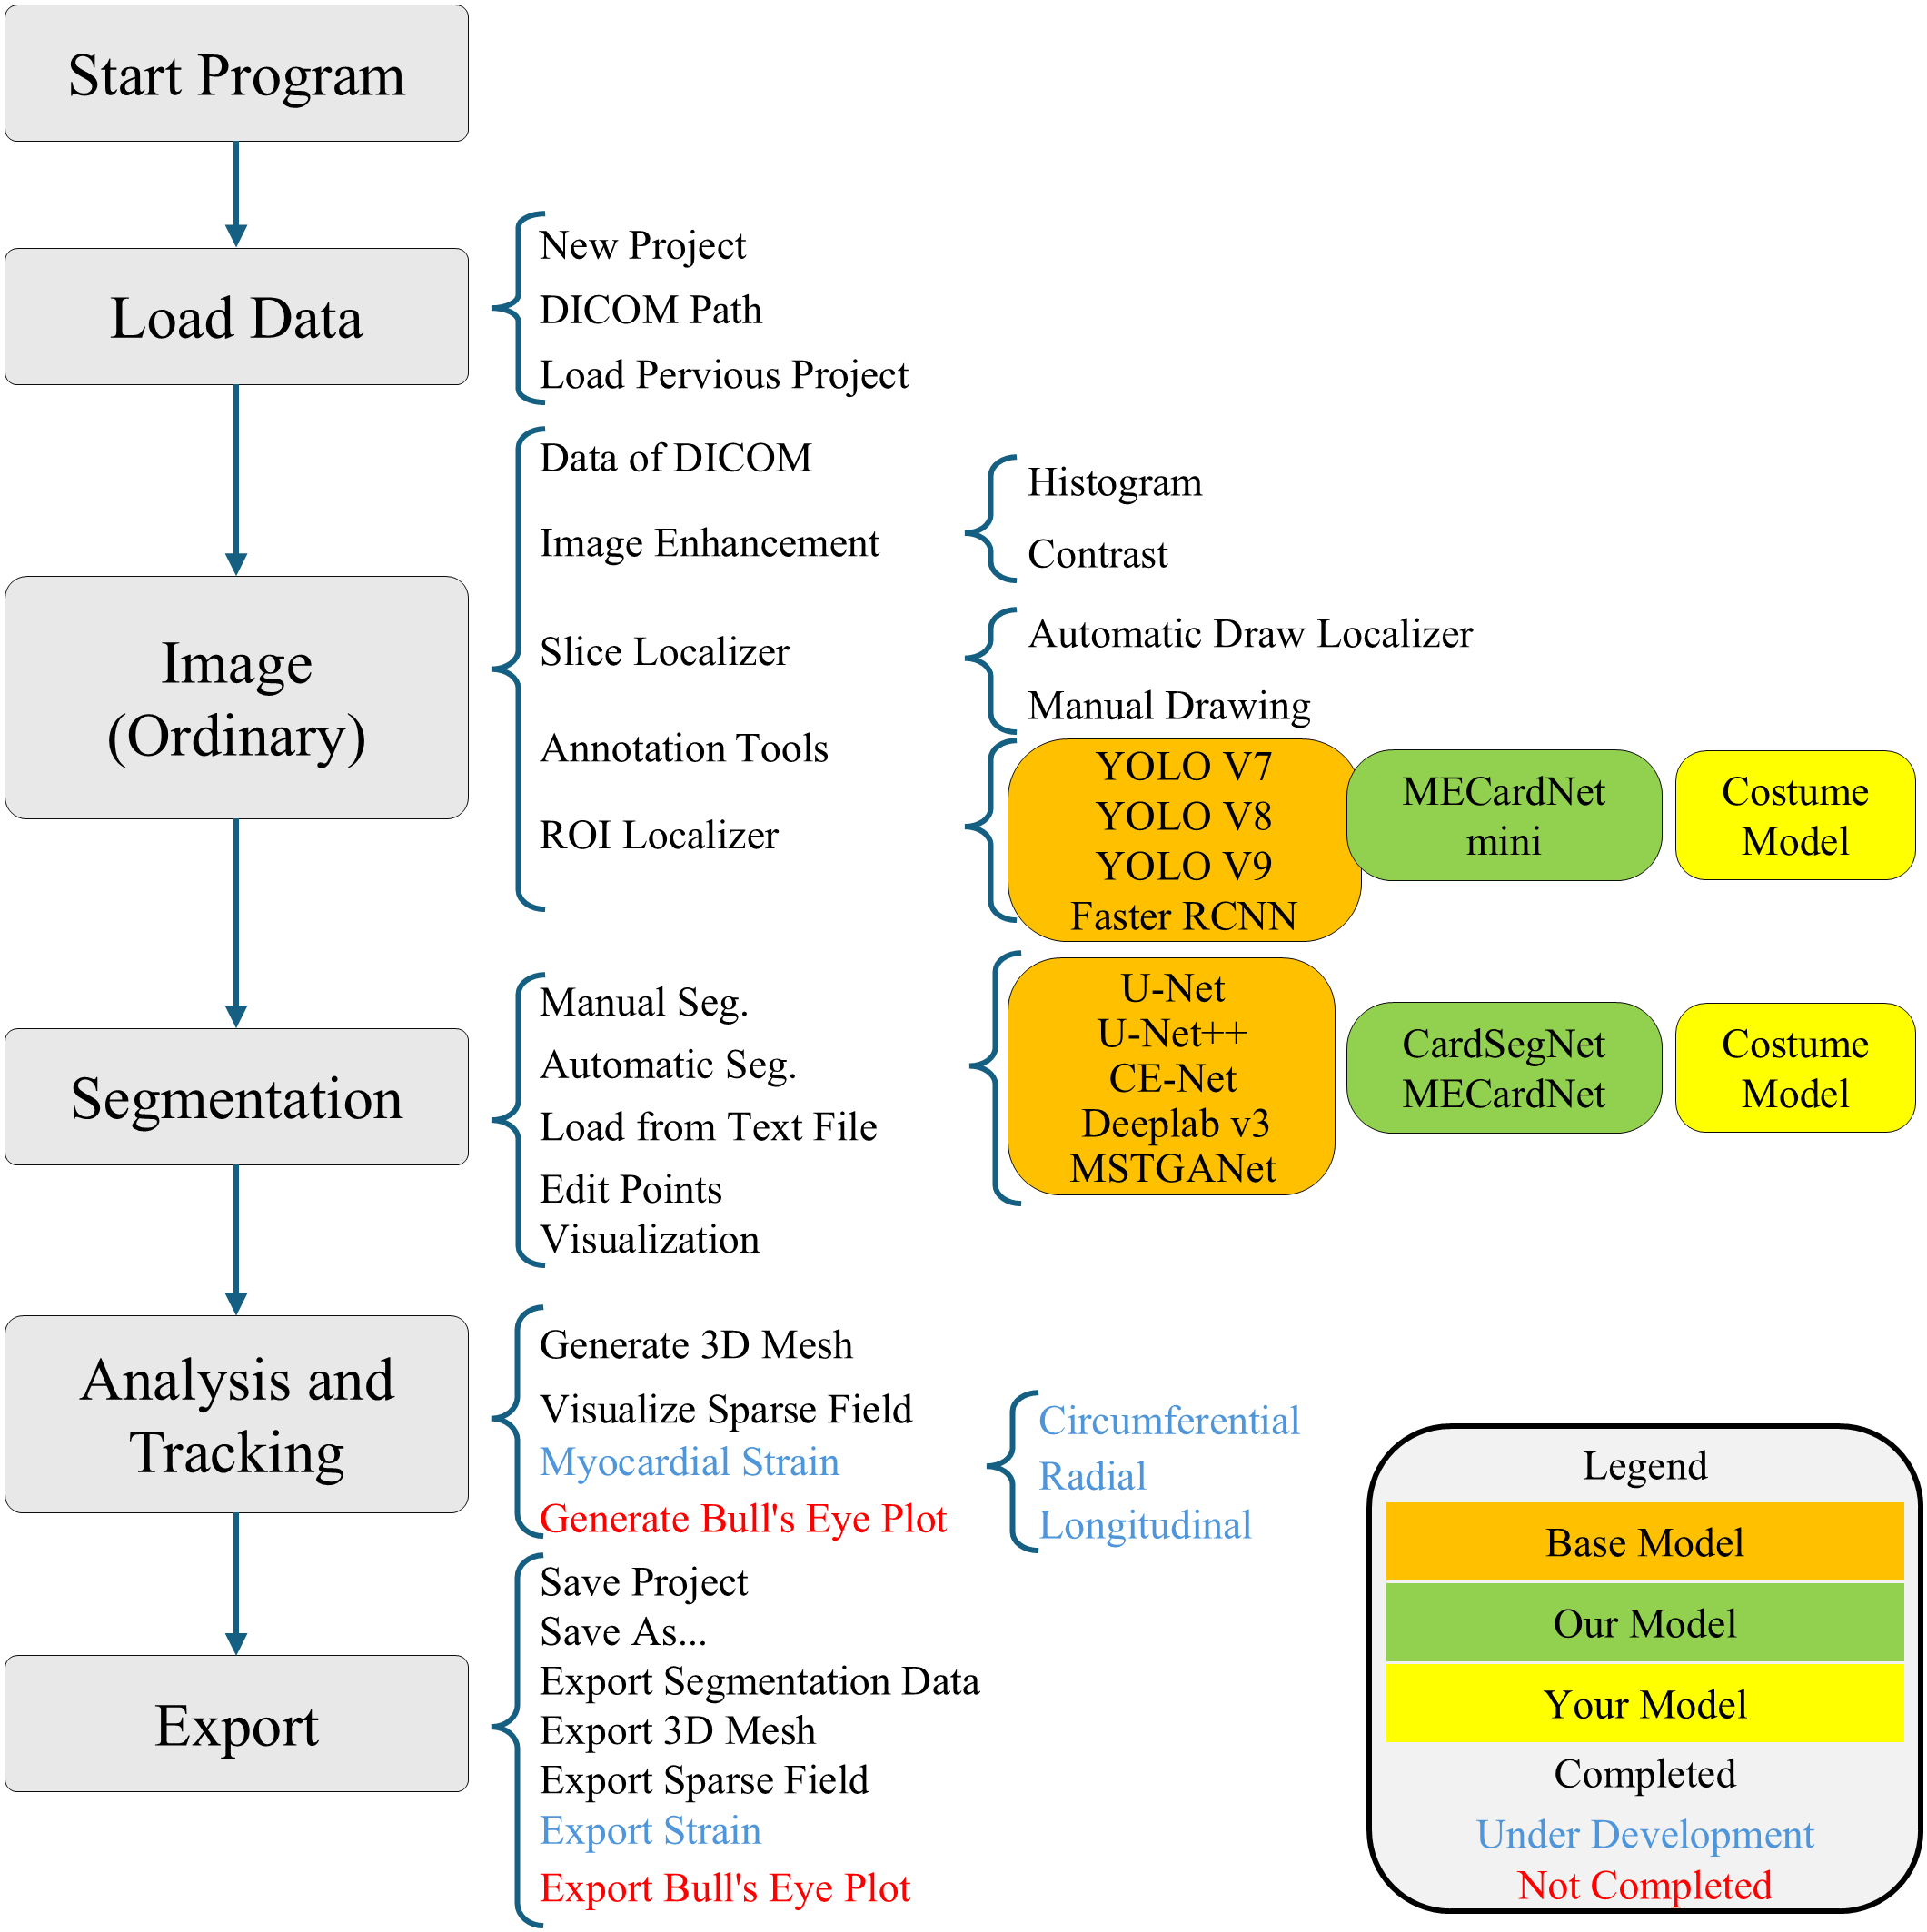 Start Program
Load Data
New Project
DICOM Path
Load Pervious Project
Image
(Ordinary)
Data of DICOM
Image Enhancement
Histogram
Contrast
Slice Localizer
Automatic Draw Localizer
Manual Drawing
Annotation Tools
ROI Localizer
YOLO V7
YOLO V8
YOLO V9
Faster RCNN
MECardNet
mini
Costume
Model
Segmentation
Manual Seg.
Automatic Seg.
Load from Text File
Edit Points
Visualization
U-Net
U-Net++
CE-Net
Deeplab v3
MSTGANet
CardSegNet
MECardNet
Costume
Model
Analysis and
Tracking
Generate 3D Mesh
Visualize Sparse Field
Myocardial Strain
Generate Bull's Eye Plot
Circumferential
Radial
Longitudinal
Export
Save Project
Save As...
Export Segmentation Data
Export 3D Mesh
Export Sparse Field
Export Strain
Export Bull's Eye Plot
Legend
Base Model
Our Model
Your Model
Completed
Under Development
Not Completed